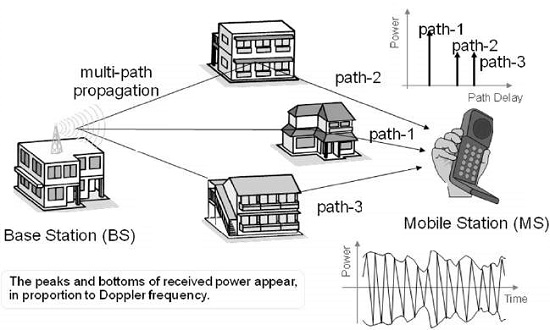 Power
path-1
path-2
path-3
Path Delay
multi-path
propagation
path-2
path-1
path-3
Base Station (BS)
Mobile Station (MS)
The peaks and bottoms of received power appear,
in proportion to Doppler frequency.
Power
Time